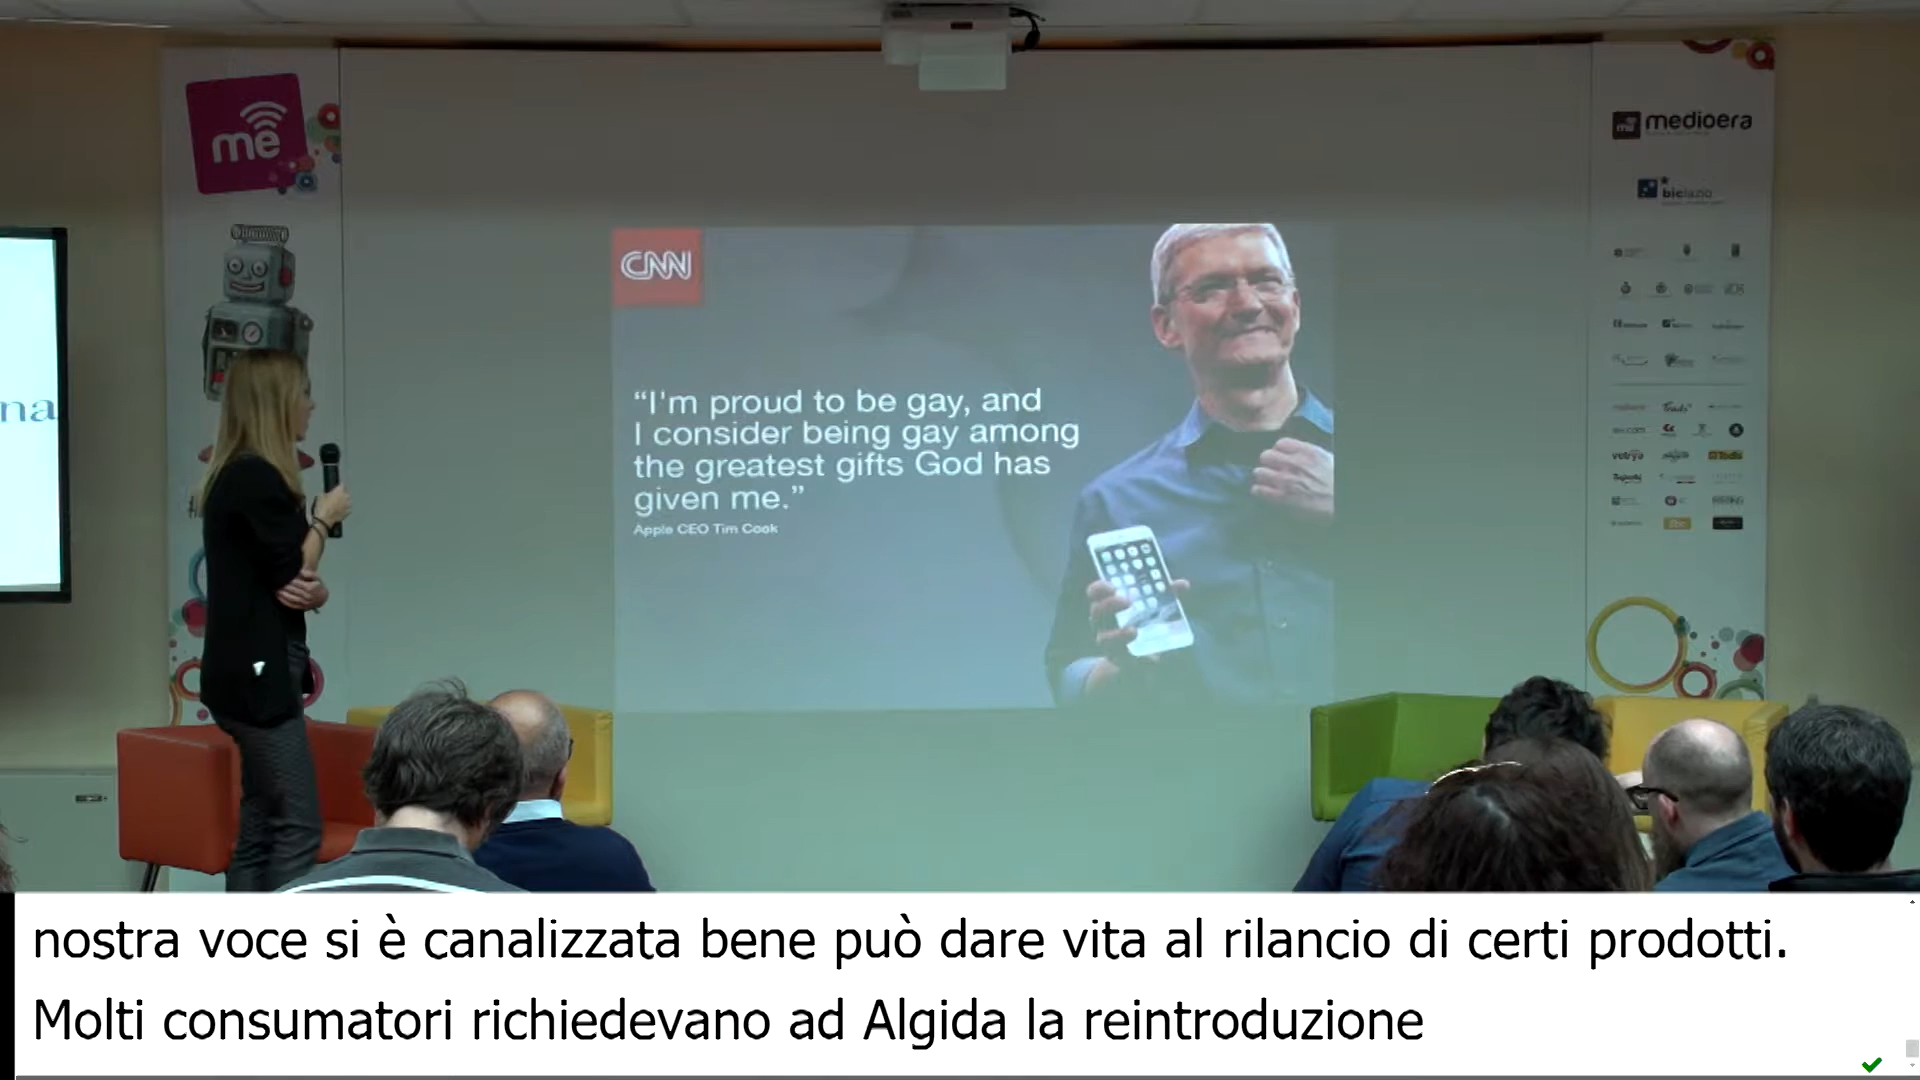 me
medioera
biclazio
na
CNN
“I'm proud to be gay, and
I consider being gay among
the greatest gifts God has
given me.”
Apple CEO Tim Cook
nostra voce si è canalizzata bene può dare vita al rilancio di certi prodotti.
Molti consumatori richiedevano ad Algida la reintroduzione